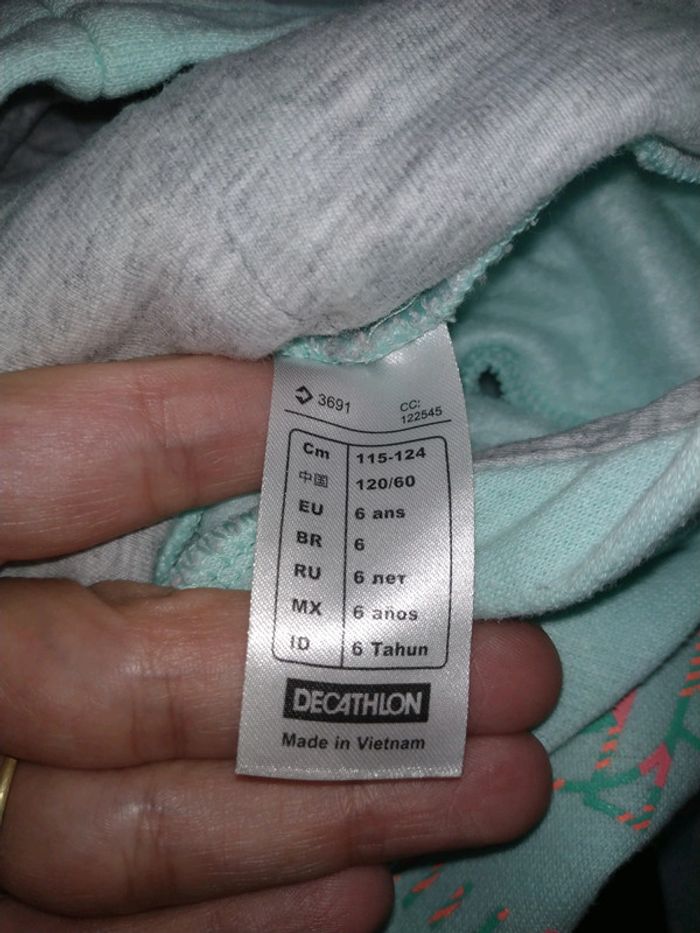 3691
CC:
122545
Cm 115-124
中国 120/60
EU 6 ans
BR 6
RU 6 лет
MX 6 años
ID 6 Tahun
DECATHLON
Made in Vietnam